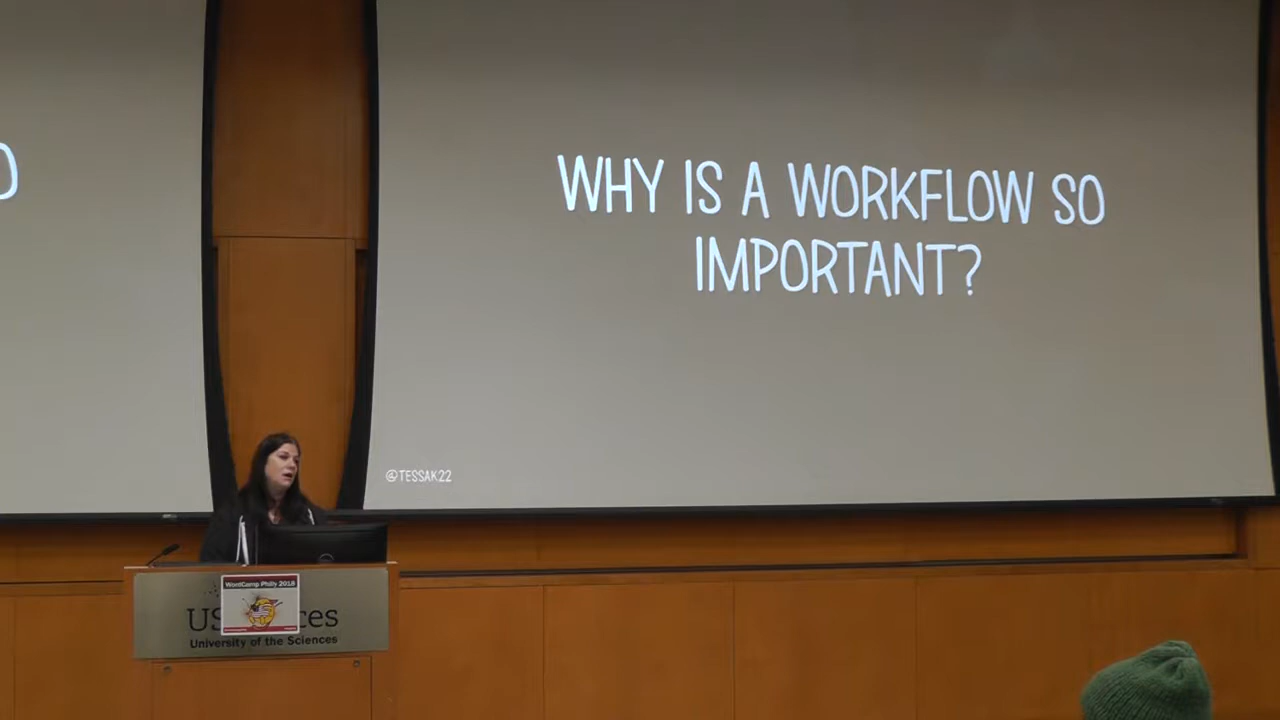 WHY IS A WORKFLOW SO
IMPORTANT?
@TESSAK22
WordCamp Philly 2018
University of the Sciences